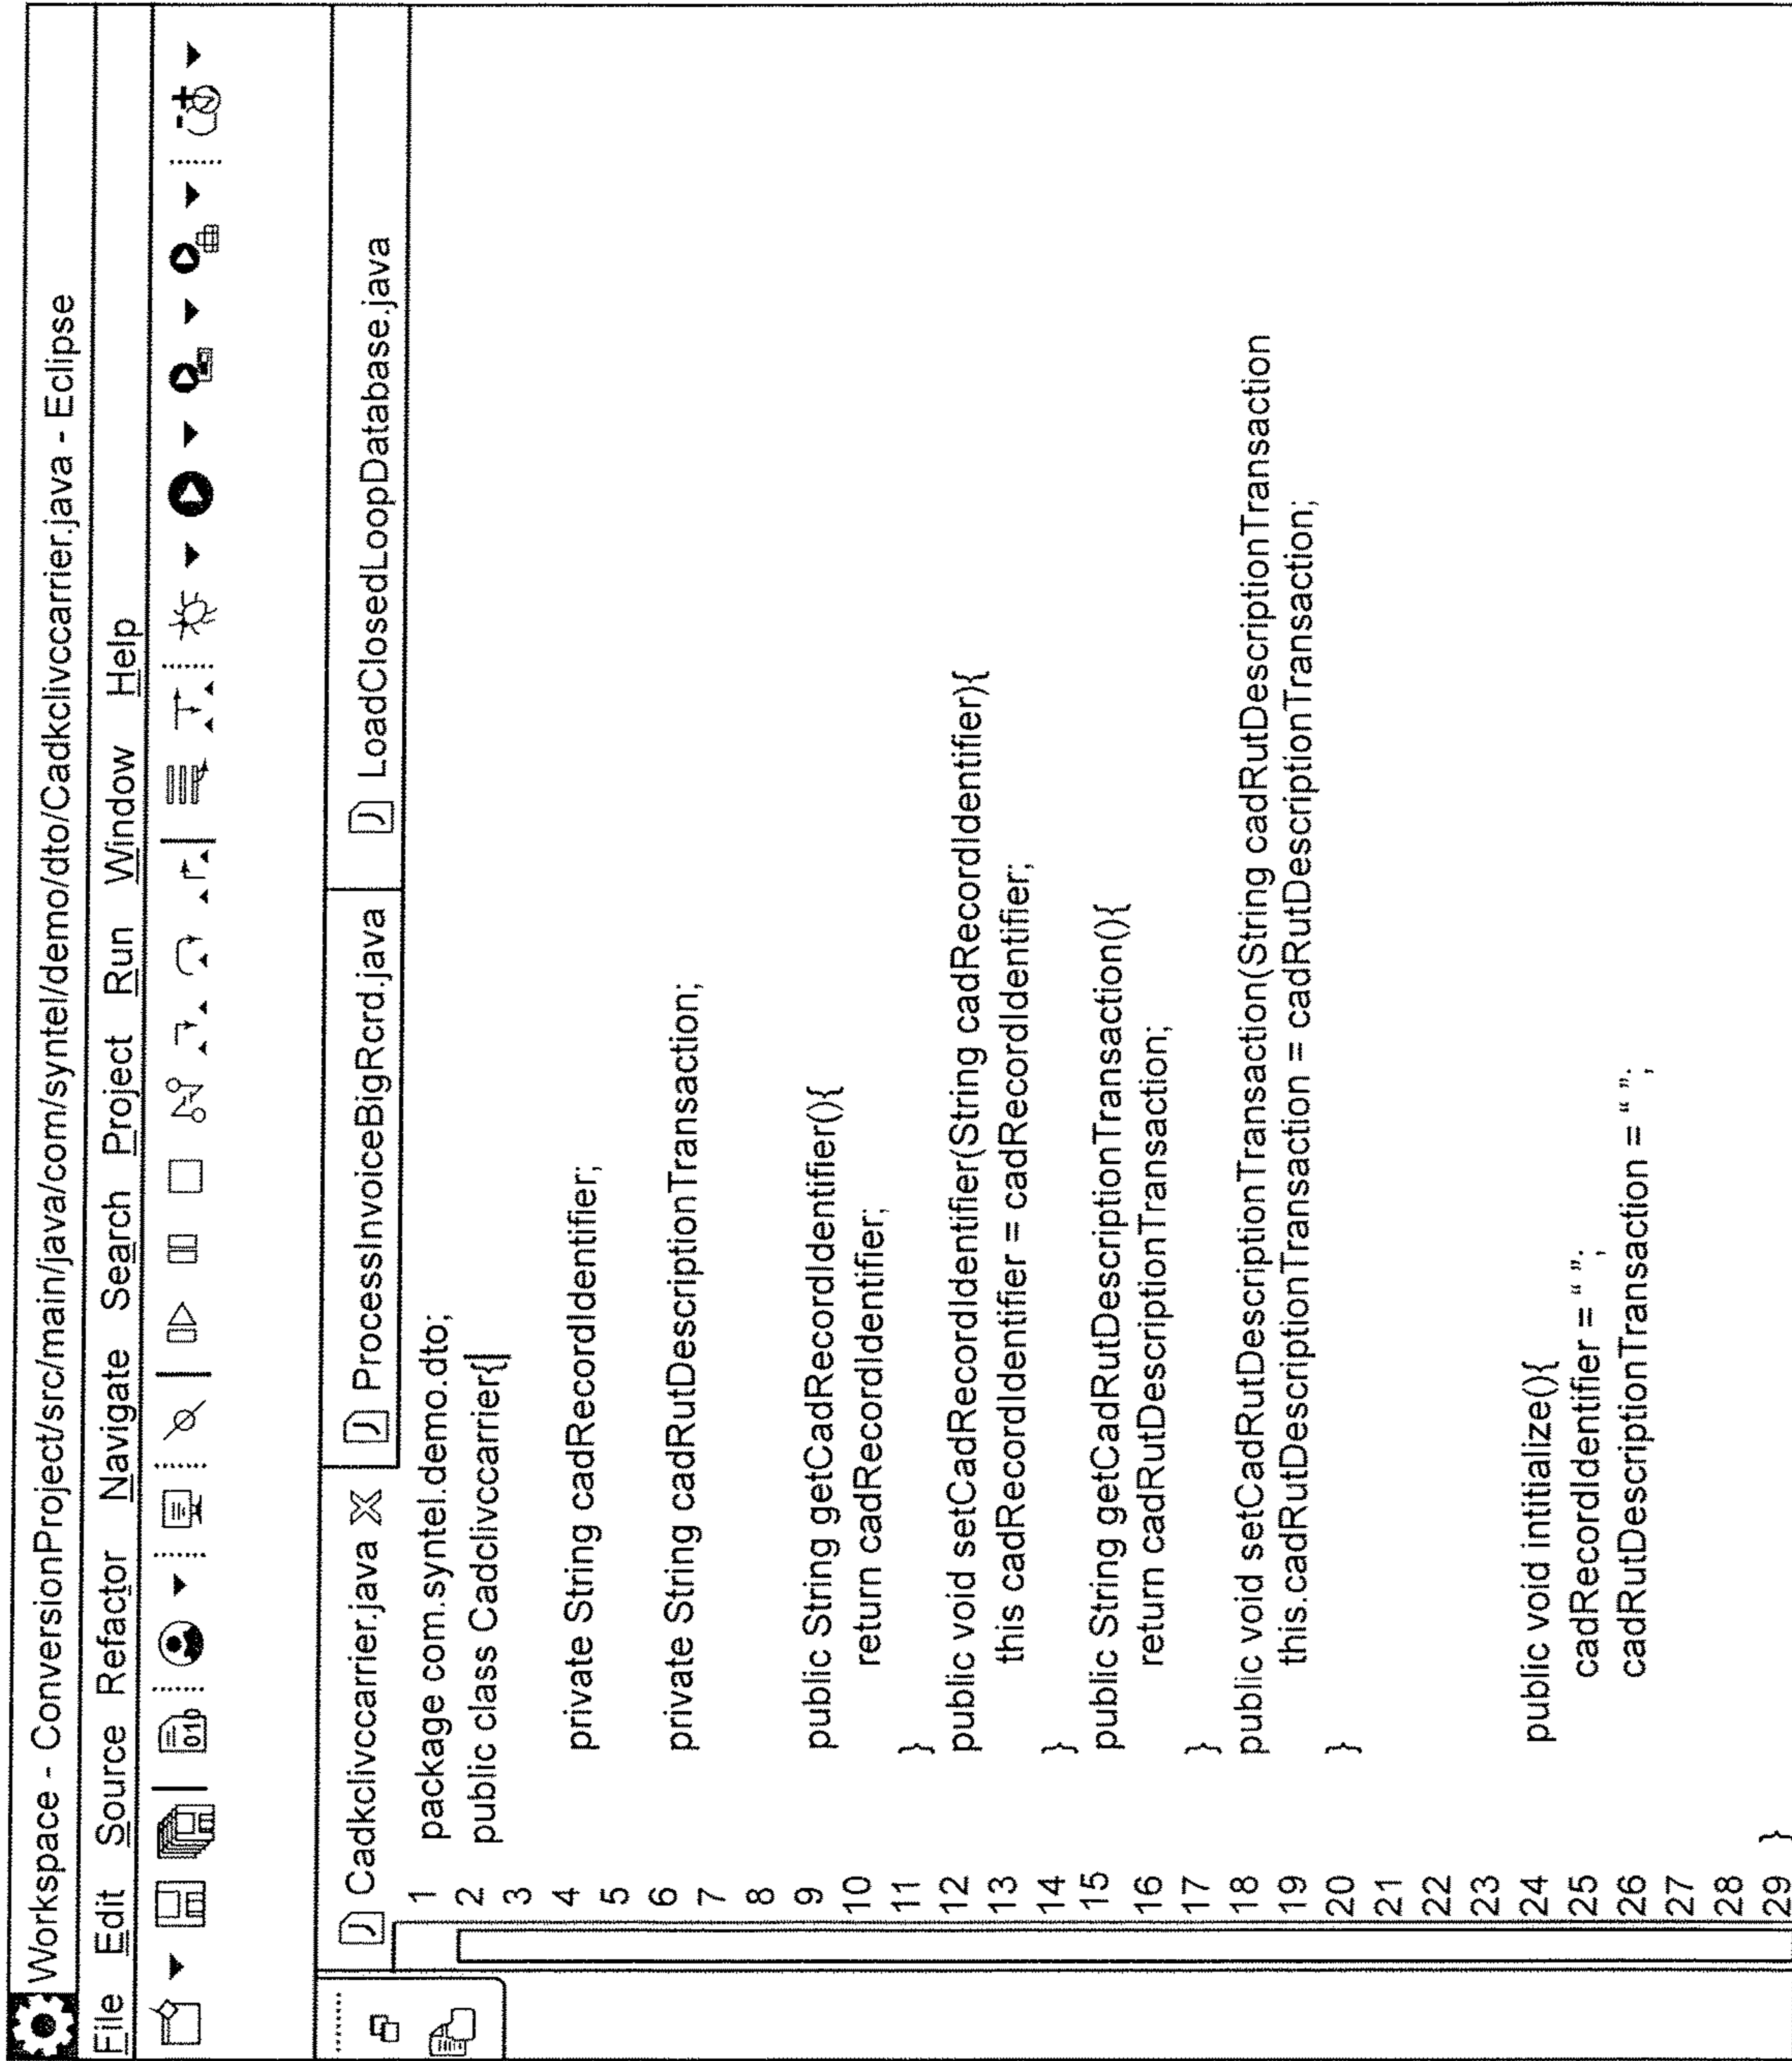 Workspace - ConversionProject/src/main/java/com/syntel/demo/dto/Cadkclivccarrier.java - Eclipse
File Edit Source Refactor Navigate Search Project Run Window Help
010
J Cadkclivccarrier.java J ProcessInvoiceBigRcrd.java J LoadClosedLoopDatabase.java
1 package com.syntel.demo.dto;
2 public class Cadclivccarrier{
3
4 private String cadRecordIdentifier;
5
6 private String cadRutDescriptionTransaction;
7
8
9 public String getCadRecordIdentifier(){
10 return cadRecordIdentifier;
11 }
12 public void setCadRecordIdentifier(String cadRecordIdentifier){
13 this cadRecordIdentifier = cadRecordIdentifier;
14 }
15 public String getCadRutDescriptionTransaction(){
16 return cadRutDescriptionTransaction;
17 }
18 public void setCadRutDescriptionTransaction(String cadRutDescriptionTransaction
19 this.cadRutDescriptionTransaction = cadRutDescriptionTransaction;
20 }
21
22
23
24 public void intitialize(){
25 cadRecordIdentifier = “ ”;
26 cadRutDescriptionTransaction = “ ”;
27
28
29 }